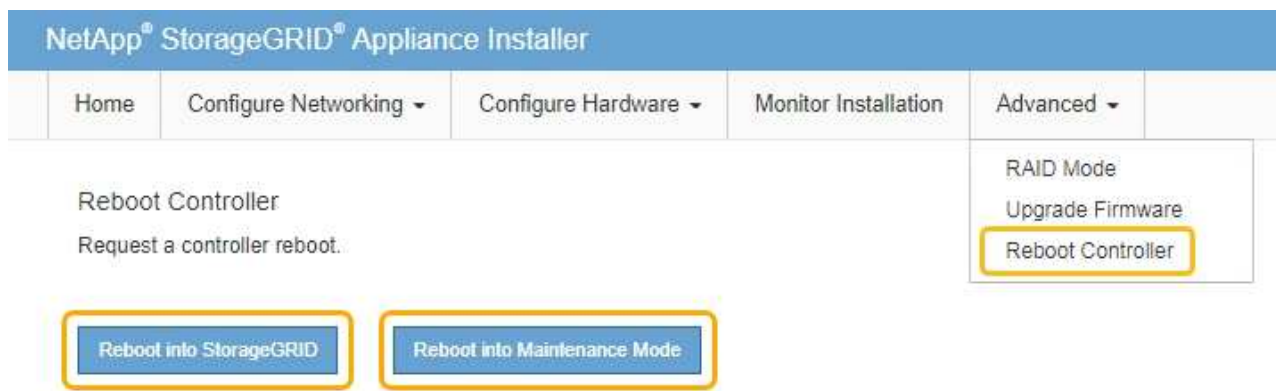 NetApp® StorageGRID® Appliance Installer
Home Configure Networking Configure Hardware Monitor Installation Advanced
RAID Mode
Upgrade Firmware
Reboot Controller
Reboot Controller
Request a controller reboot.
Reboot into StorageGRID Reboot into Maintenance Mode